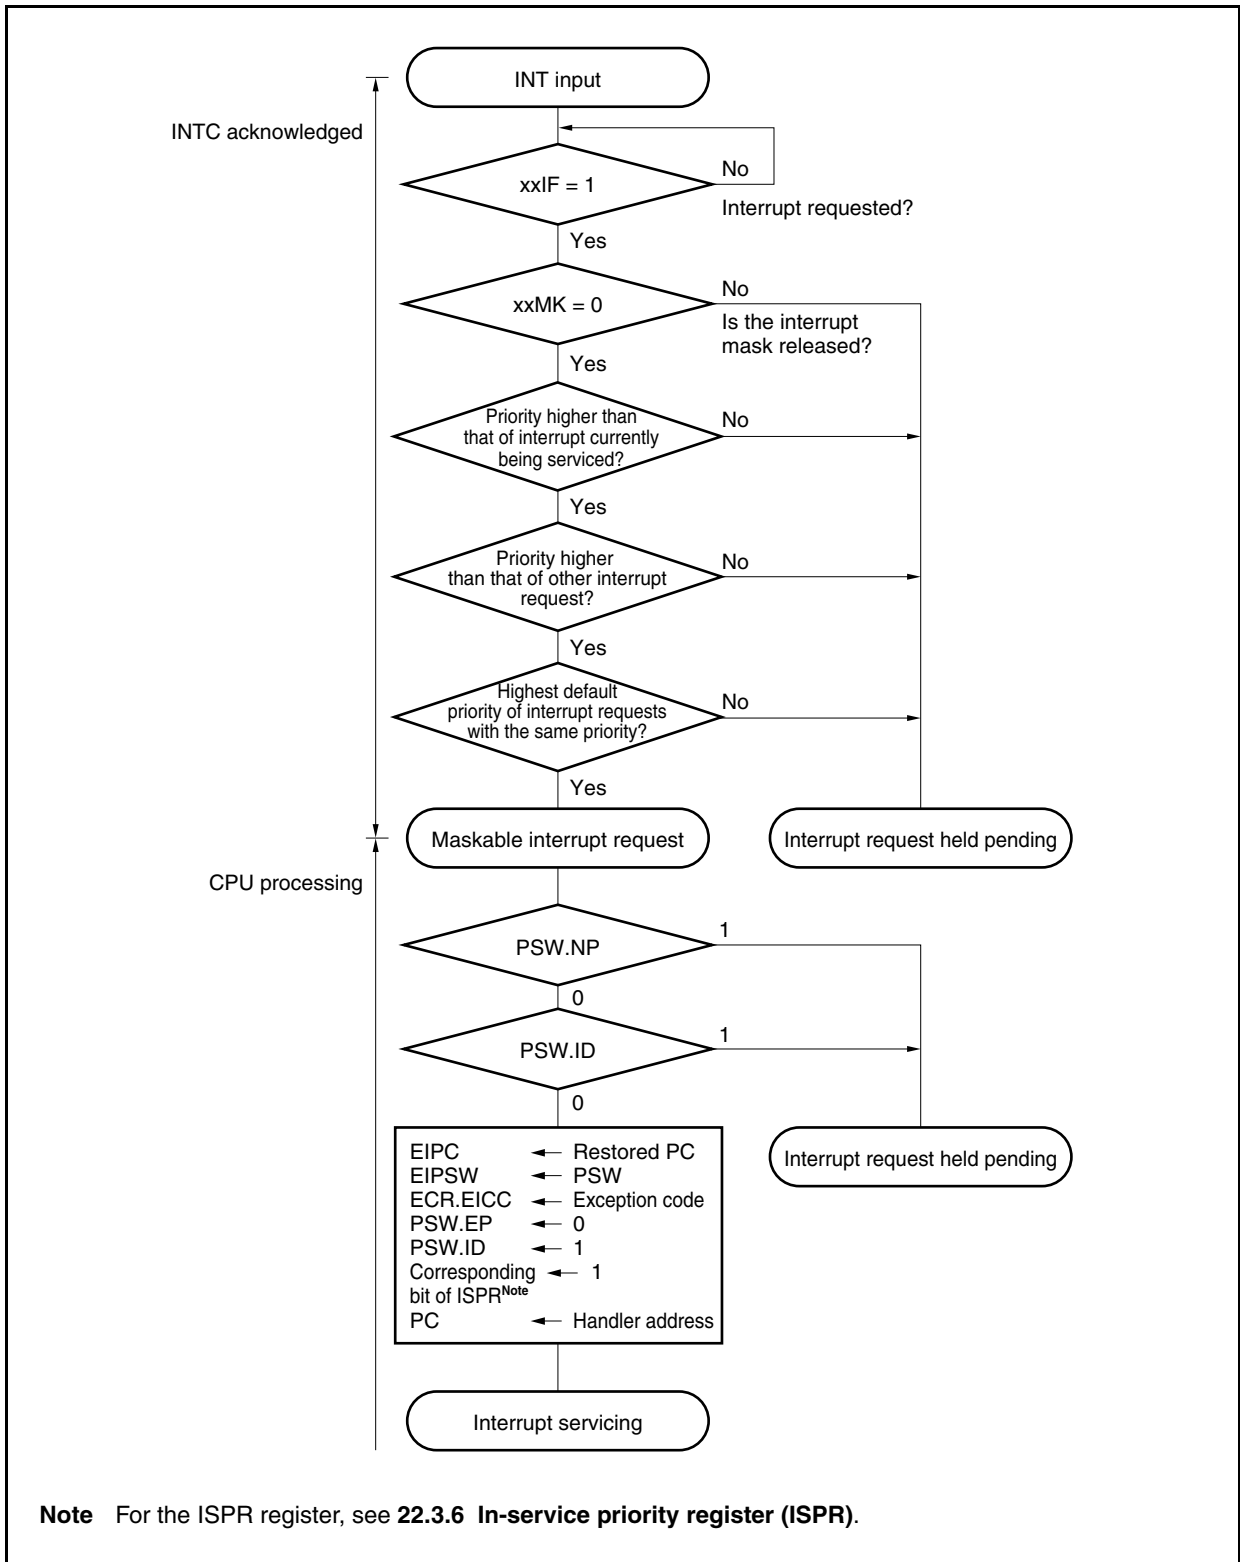 INT input
INTC acknowledged
xxIF = 1
No
Interrupt requested?
Yes
xxMK = 0
No
Is the interrupt
mask released?
Yes
Priority higher than
that of interrupt currently
being serviced?
No
Yes
Priority higher
than that of other interrupt
request?
No
Yes
Highest default
priority of interrupt requests
with the same priority?
No
Yes
Maskable interrupt request
Interrupt request held pending
CPU processing
PSW.NP
1
0
PSW.ID
1
0
EIPC ← Restored PC
EIPSW ← PSW
ECR.EICC ← Exception code
PSW.EP ← 0
PSW.ID ← 1
Corresponding ← 1
bit of ISPRNote
PC ← Handler address
Interrupt request held pending
Interrupt servicing
Note For the ISPR register, see 22.3.6 In-service priority register (ISPR).